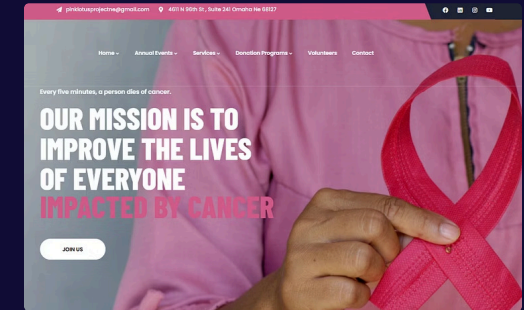 pinklotusprojectne@gmail.com 4611 N 96th St., Suite 241 Omaha Ne 68127
Home Annual Events Services Donation Programs Volunteers Contact
Every five minutes, a person dies of cancer.
OUR MISSION IS TO
IMPROVE THE LIVES
OF EVERYONE
IMPACTED BY CANCER
JOIN US